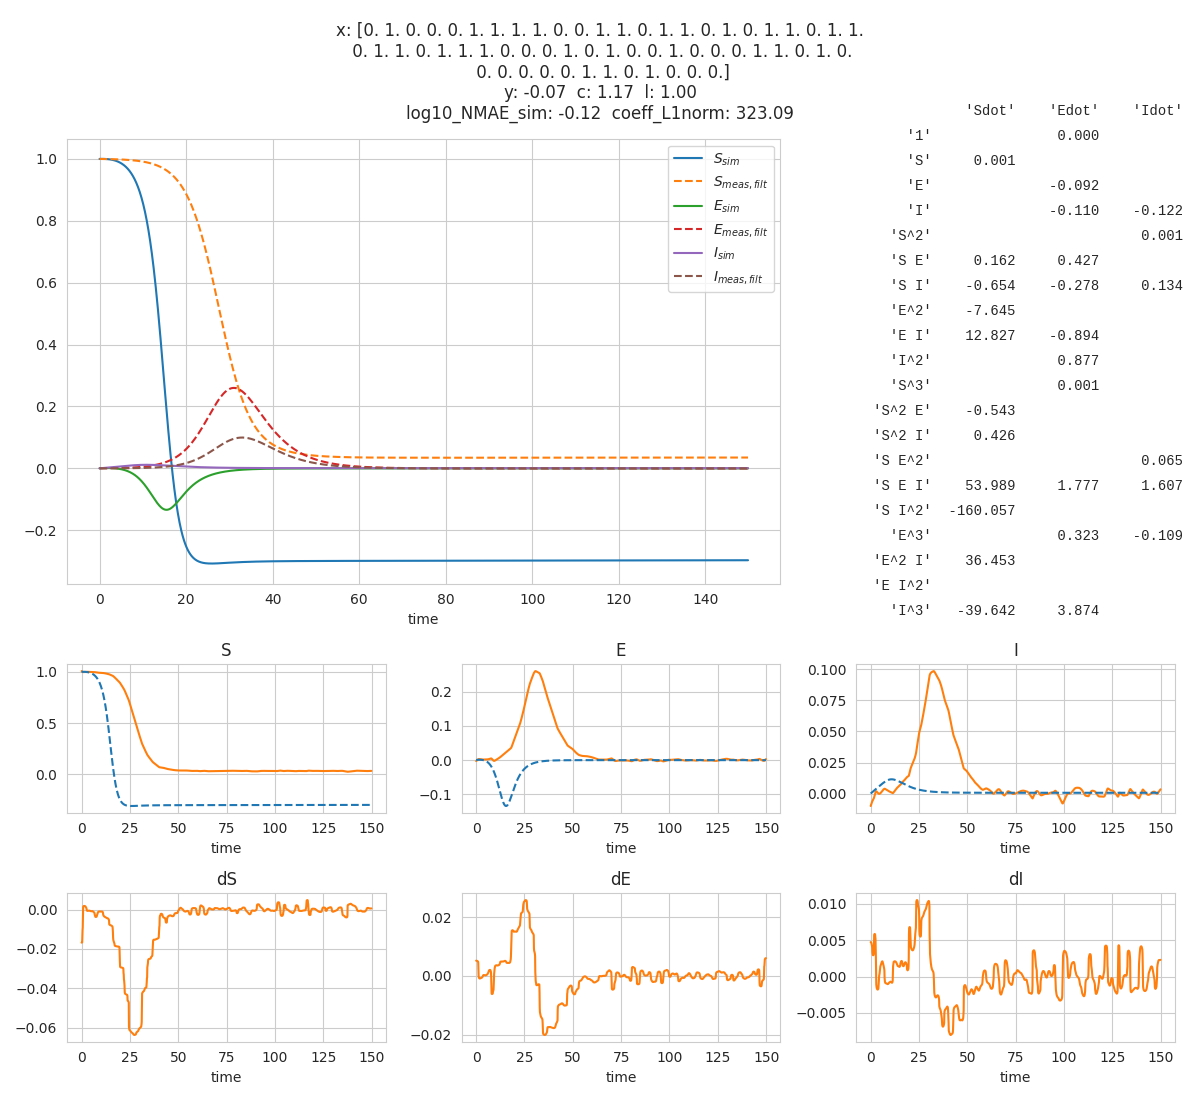 x: [0. 1. 0. 0. 0. 0. 1. 1. 1. 1. 0. 0. 0. 1. 1. 0. 1. 1. 0. 1. 0. 1. 1. 0. 1. 1.
0. 1. 1. 0. 1. 1. 1. 0. 0. 0. 0. 1. 0. 1. 0. 0. 1. 0. 0. 0. 1. 1. 0. 1. 0.
0. 0. 0. 0. 0. 1. 1. 0. 1. 0. 0. 0.]
y: -0.07 c: 1.17 l: 1.00
log10_NMAE_sim: -0.12 coeff_L1norm: 323.09
'Sdot' 'Edot' 'Idot'
'1' 0.000
'S' 0.001
'E' -0.092
'I' -0.110 -0.122
'S^2' 0.001
'S E' 0.162 0.427
'S I' -0.654 -0.278 0.134
'E^2' -7.645
'E I' 12.827 -0.894
'I^2' 0.877
'S^3' 0.001
'S^2 E' -0.543
'S^2 I' 0.426
'S E^2' 0.065
'S E I' 53.989 1.777 1.607
'S I^2' -160.057
'E^3' 0.323 -0.109
'E^2 I' 36.453
'E I^2'
'I^3' -39.642 3.874
1.0
0.8
0.6
0.4
0.2
0.0
−0.2
0 20 40 60 80 100 120 140
time
S sim
S meas,filt
E sim
E meas,filt
I sim
I meas,filt
S
1.0
0.5
0.0
0 25 50 75 100 125 150
time
E
0.2
0.1
0.0
−0.1
0 25 50 75 100 125 150
time
I
0.100
0.075
0.050
0.025
0.000
0 25 50 75 100 125 150
time
dS
0.00
−0.02
−0.04
−0.06
0 25 50 75 100 125 150
time
dE
0.02
0.00
−0.02
0 25 50 75 100 125 150
time
dI
0.010
0.005
0.000
−0.005
0 25 50 75 100 125 150
time